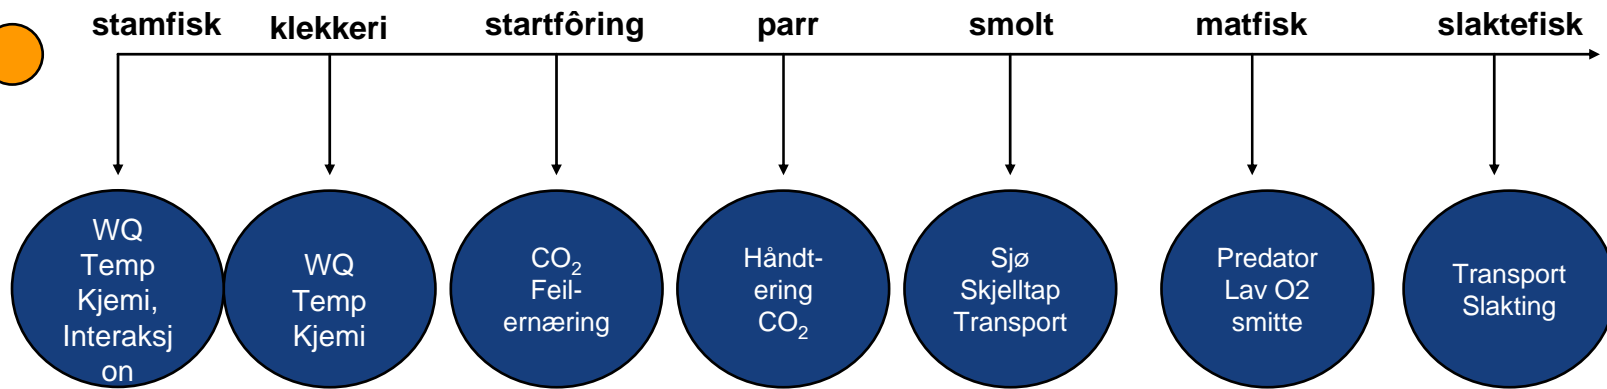 stamfisk
klekkeri
startfôring
parr
smolt
matfisk
slaktefisk
WQ
Temp
Kjemi,
Interaksj
on
WQ
Temp
Kjemi
CO₂
Feil-
ernæring
Håndt-
ering
CO₂
Sjø
Skjelltap
Transport
Predator
Lav O2
smitte
Transport
Slakting